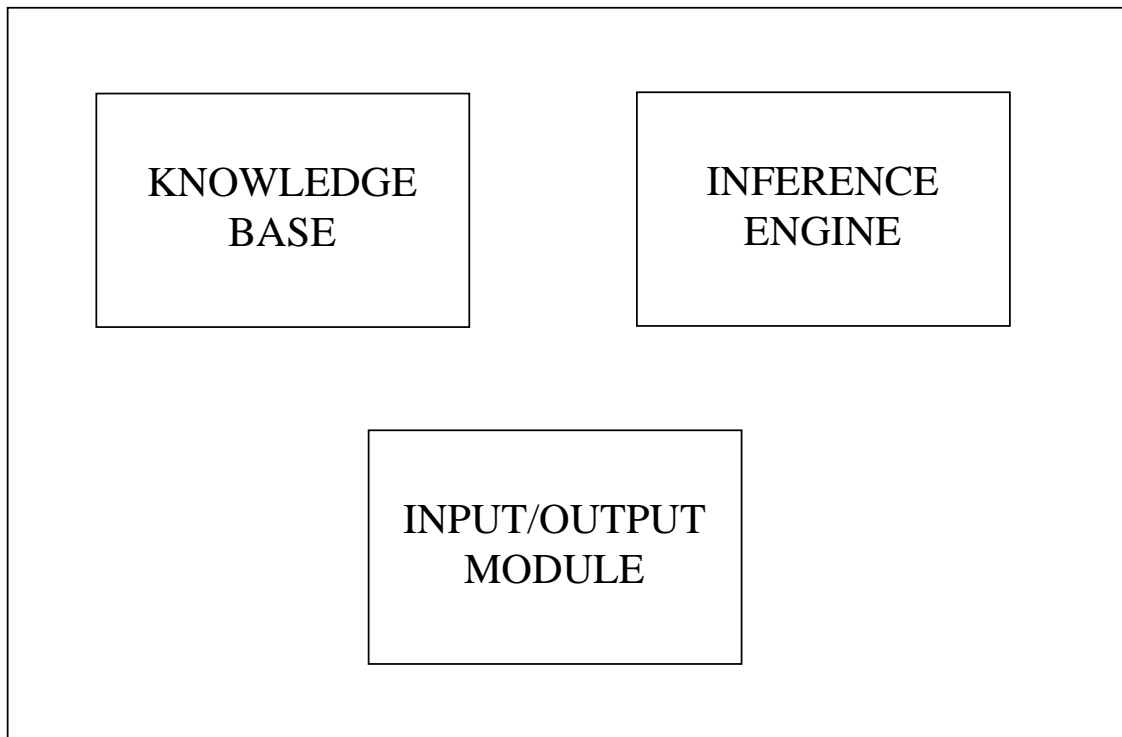 KNOWLEDGE
BASE
INFERENCE
ENGINE
INPUT/OUTPUT
MODULE